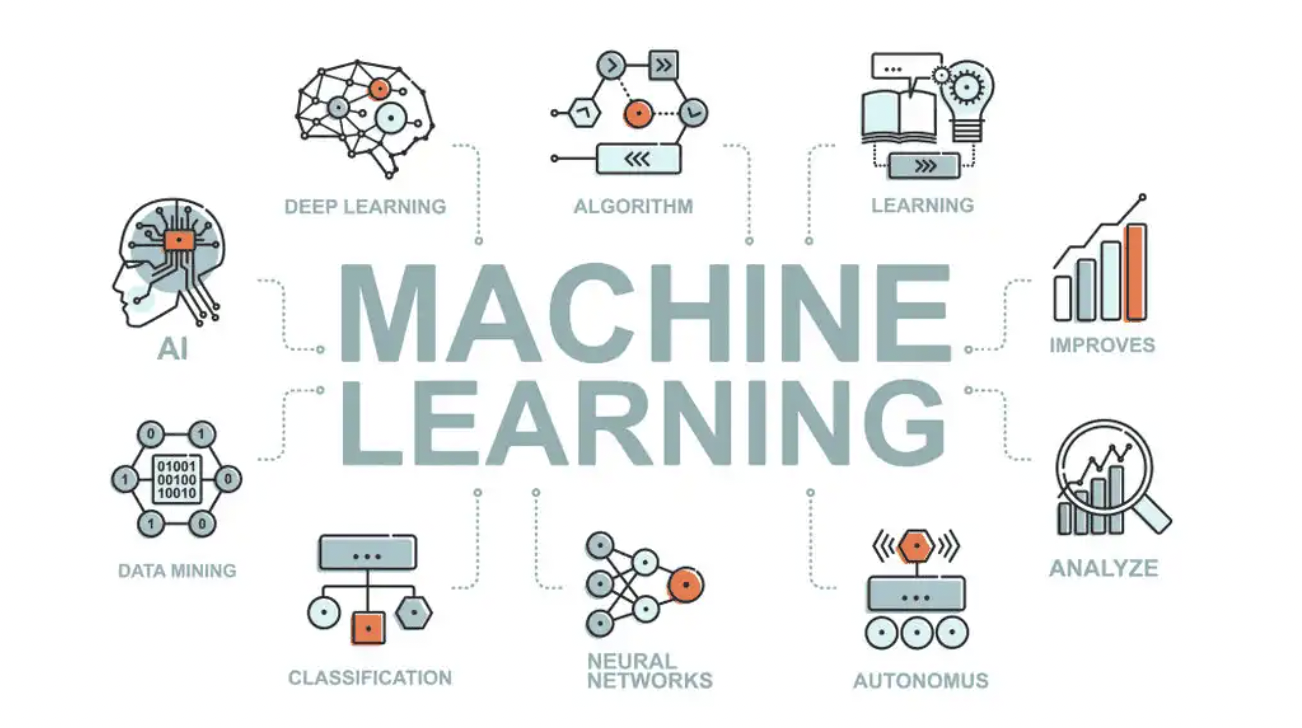 DEEP LEARNING
ALGORITHM
LEARNING
AI
MACHINE
LEARNING
IMPROVES
0
1
1
01001
00100
10010
0
1
0
DATA MINING
ANALYZE
CLASSIFICATION
NEURAL
NETWORKS
AUTONOMUS